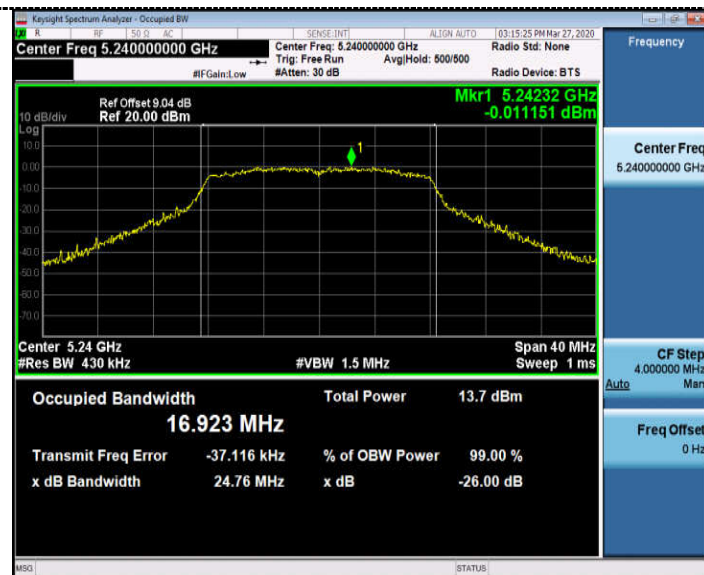 Keysight Spectrum Analyzer - Occupied BW
R RF 50 Ω AC SENSE:INT ALIGN AUTO 03:15:25 PM Mar 27, 2020
Center Freq 5.240000000 GHz
Center Freq: 5.240000000 GHz Radio Std: None
Trig: Free Run Avg|Hold: 500/500
#IFGain:Low #Atten: 30 dB Radio Device: BTS
Frequency
Mkr1 5.24232 GHz
-0.011151 dBm
Ref Offset 9.04 dB
10 dB/div Ref 20.00 dBm
Log
10.0
0.00
-10.0
-20.0
-30.0
-40.0
-50.0
-60.0
-70.0
1
Center 5.24 GHz Span 40 MHz
#Res BW 430 kHz #VBW 1.5 MHz Sweep 1 ms
Occupied Bandwidth Total Power 13.7 dBm
16.923 MHz
Transmit Freq Error -37.116 kHz % of OBW Power 99.00 %
x dB Bandwidth 24.76 MHz x dB -26.00 dB
Center Freq
5.240000000 GHz
CF Step
4.000000 MHz
Auto Man
Freq Offset
0 Hz
MSG STATUS